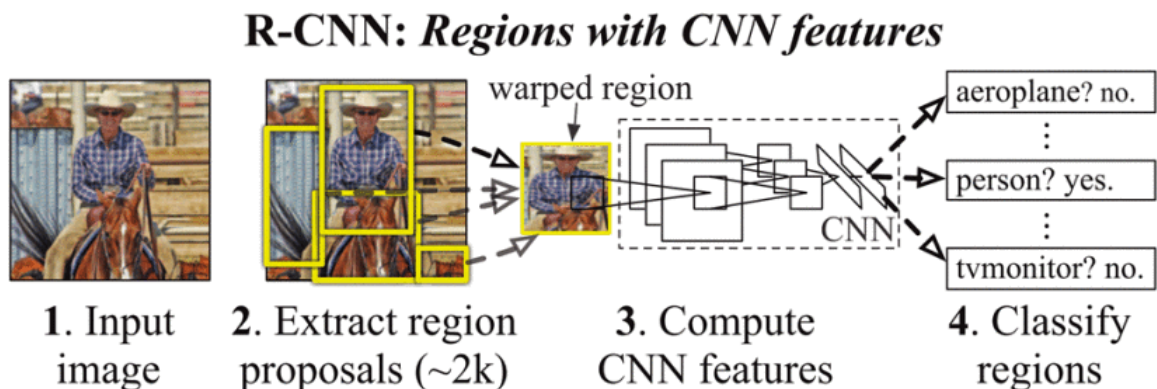 R-CNN: Regions with CNN features
warped region
aeroplane? no.
⋮
person? yes.
⋮
tvmonitor? no.
CNN
1. Input
image
2. Extract region
proposals (~2k)
3. Compute
CNN features
4. Classify
regions